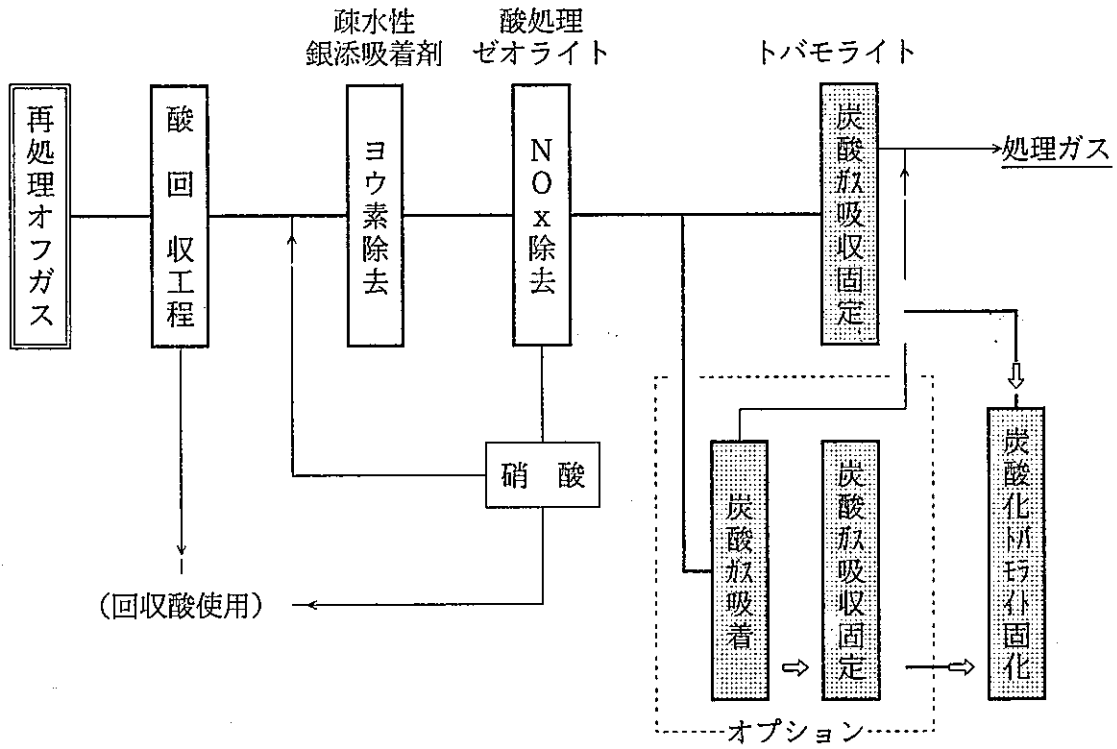 疎水性
銀添吸着剤
酸処理
ゼオライト
トバモライト
再処理オフガス
酸回収工程
ヨウ素除去
NOx除去
炭酸ｶﾞｽ吸収固定
処理ガス
硝酸
(回収酸使用)
炭酸ｶﾞｽ吸着
炭酸ｶﾞｽ吸収固定
炭酸化ﾄﾊﾞﾓﾗｲﾄ固化
オプション